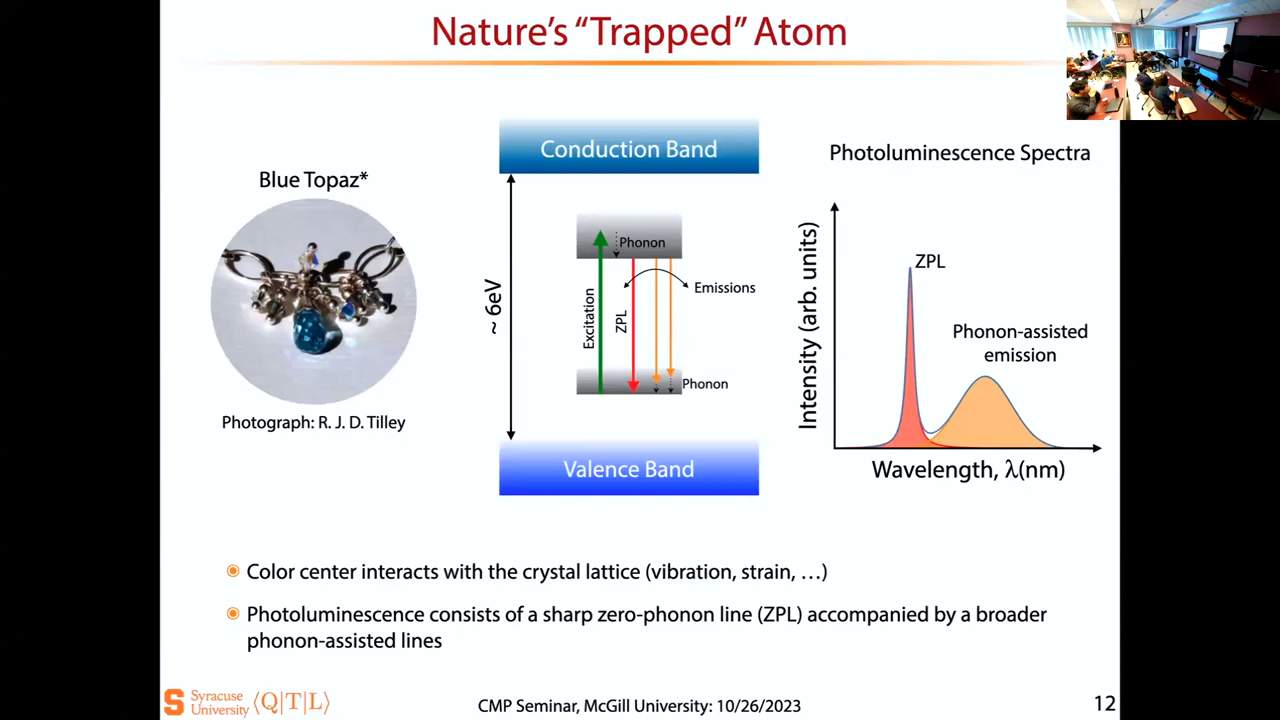 Nature's “Trapped” Atom
Blue Topaz*
Photograph: R. J. D. Tilley
Conduction Band
~ 6eV
Phonon
Excitation
ZPL
Emissions
Phonon
Valence Band
Photoluminescence Spectra
Intensity (arb. units)
ZPL
Phonon-assisted
emission
Wavelength, λ(nm)
Color center interacts with the crystal lattice (vibration, strain, …)
Photoluminescence consists of a sharp zero-phonon line (ZPL) accompanied by a broader
phonon-assisted lines
S Syracuse
University
⟨Q|T|L⟩
CMP Seminar, McGill University: 10/26/2023
12